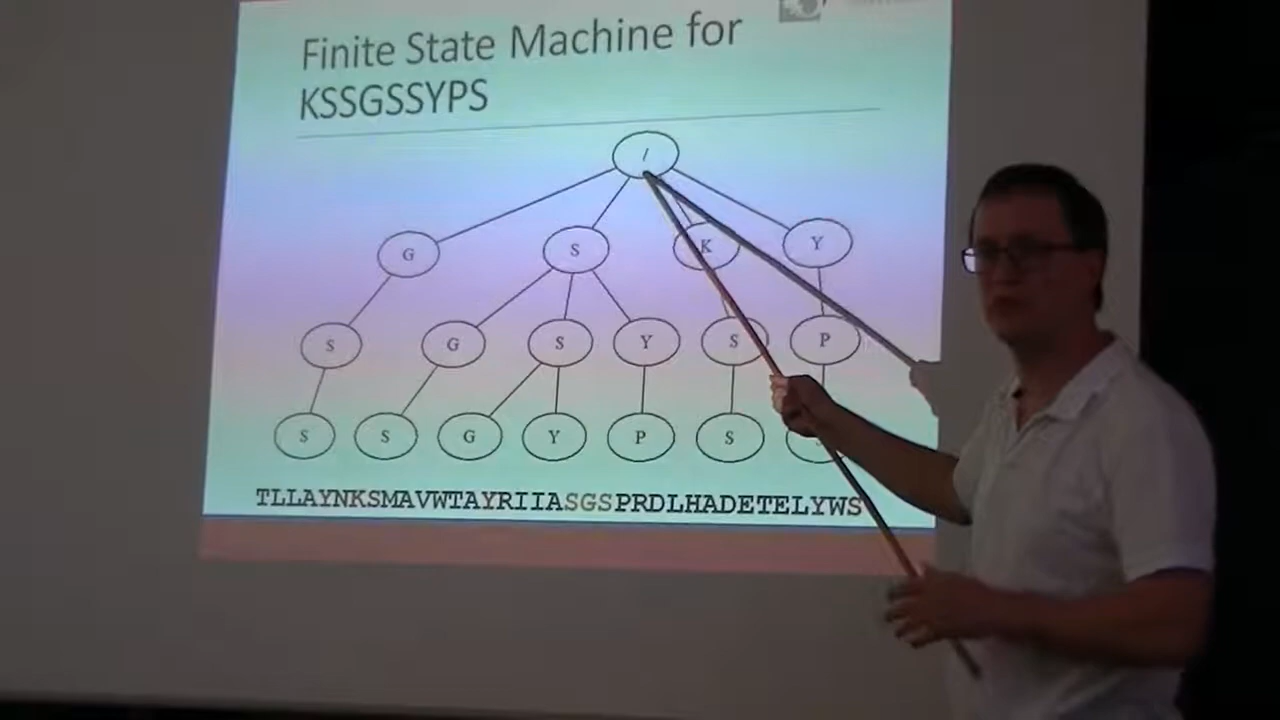 Finite State Machine for
KSSGSSYPS
/
G S K Y
S G S Y S P
S S G Y P S
TLLAYNKSMAVWTAYRIIASGSPRDLHADETELYWS